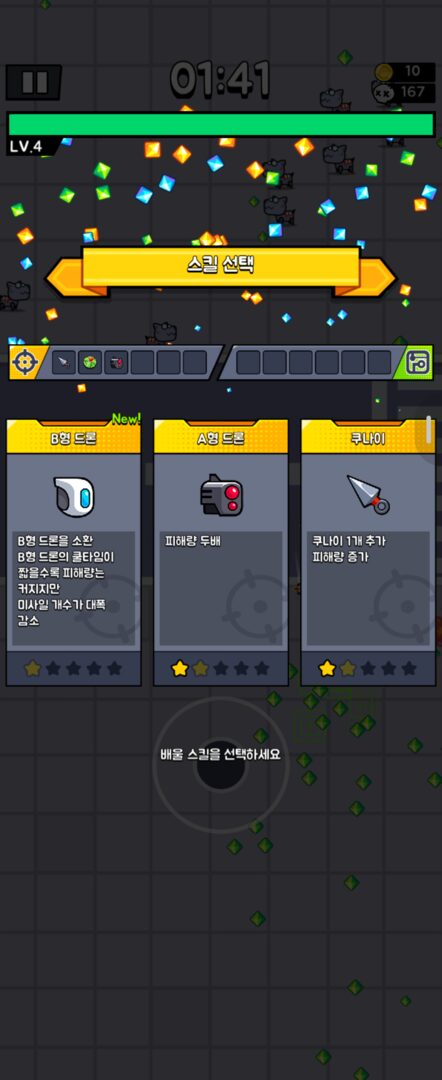 01:41
10
167
LV.4
스킬 선택
New!
B형 드론
B형 드론을 소환
B형 드론의 쿨타임이
짧을수록 피해량는
커지지만
미사일 개수가 대폭
감소
A형 드론
피해량 두배
쿠나이
쿠나이 1개 추가
피해량 증가
배울 스킬을 선택하세요